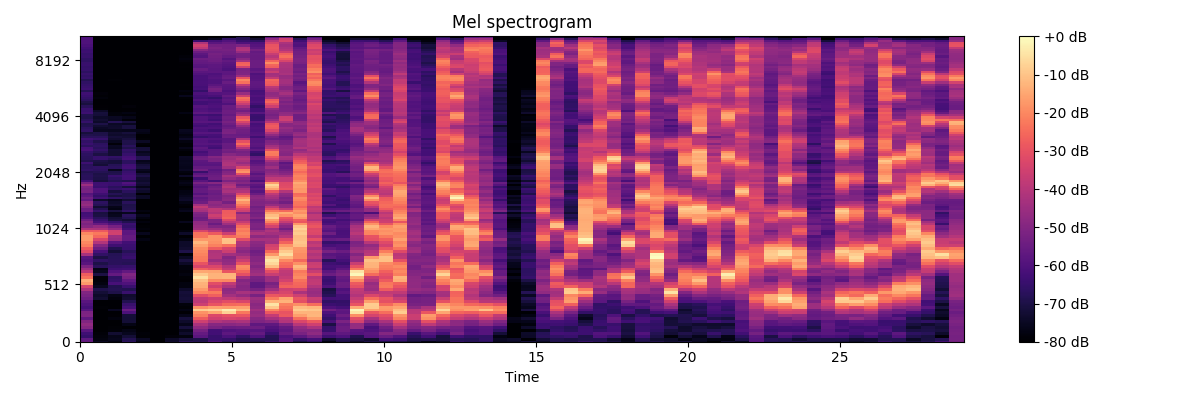 Mel spectrogram
8192
4096
2048
1024
512
0
Hz
0 5 10 15 20 25
Time
+0 dB
-10 dB
-20 dB
-30 dB
-40 dB
-50 dB
-60 dB
-70 dB
-80 dB